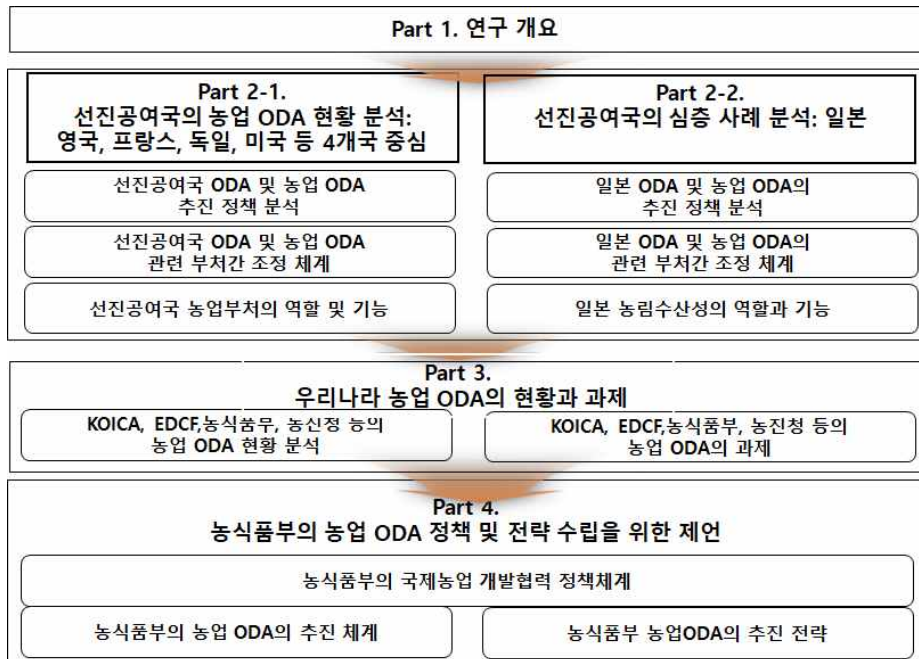 Part 1. 연구 개요
Part 2-1.
선진공여국의 농업 ODA 현황 분석:
영국, 프랑스, 독일, 미국 등 4개국 중심
선진공여국 ODA 및 농업 ODA
추진 정책 분석
선진공여국 ODA 및 농업 ODA
관련 부처간 조정 체계
선진공여국 농업부처의 역할 및 기능
Part 2-2.
선진공여국의 심층 사례 분석: 일본
일본 ODA 및 농업 ODA의
추진 정책 분석
일본 ODA 및 농업 ODA의
관련 부처간 조정 체계
일본 농림수산성의 역할과 기능
Part 3.
우리나라 농업 ODA의 현황과 과제
KOICA, EDCF,농식품부, 농진청 등의
농업 ODA 현황 분석
KOICA, EDCF,농식품부, 농진청 등의
농업 ODA의 과제
Part 4.
농식품부의 농업 ODA 정책 및 전략 수립을 위한 제언
농식품부의 국제농업 개발협력 정책체계
농식품부의 농업 ODA의 추진 체계
농식품부 농업ODA의 추진 전략